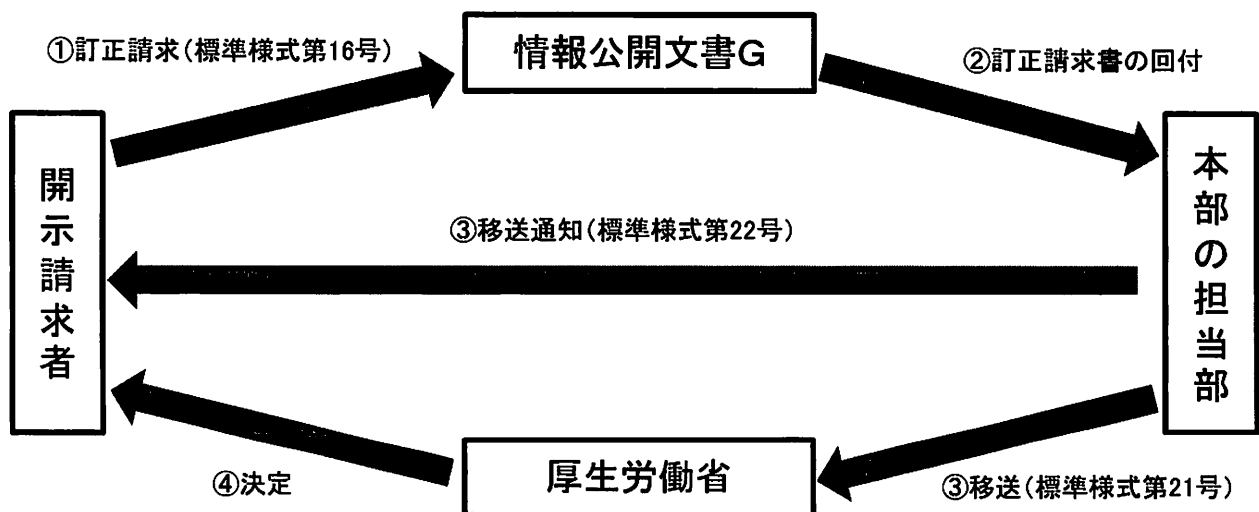 ①訂正請求(標準様式第16号)
情報公開文書G
②訂正請求書の回付
開示請求者
本部の担当部
③移送通知(標準様式第22号)
④決定
厚生労働省
③移送(標準様式第21号)